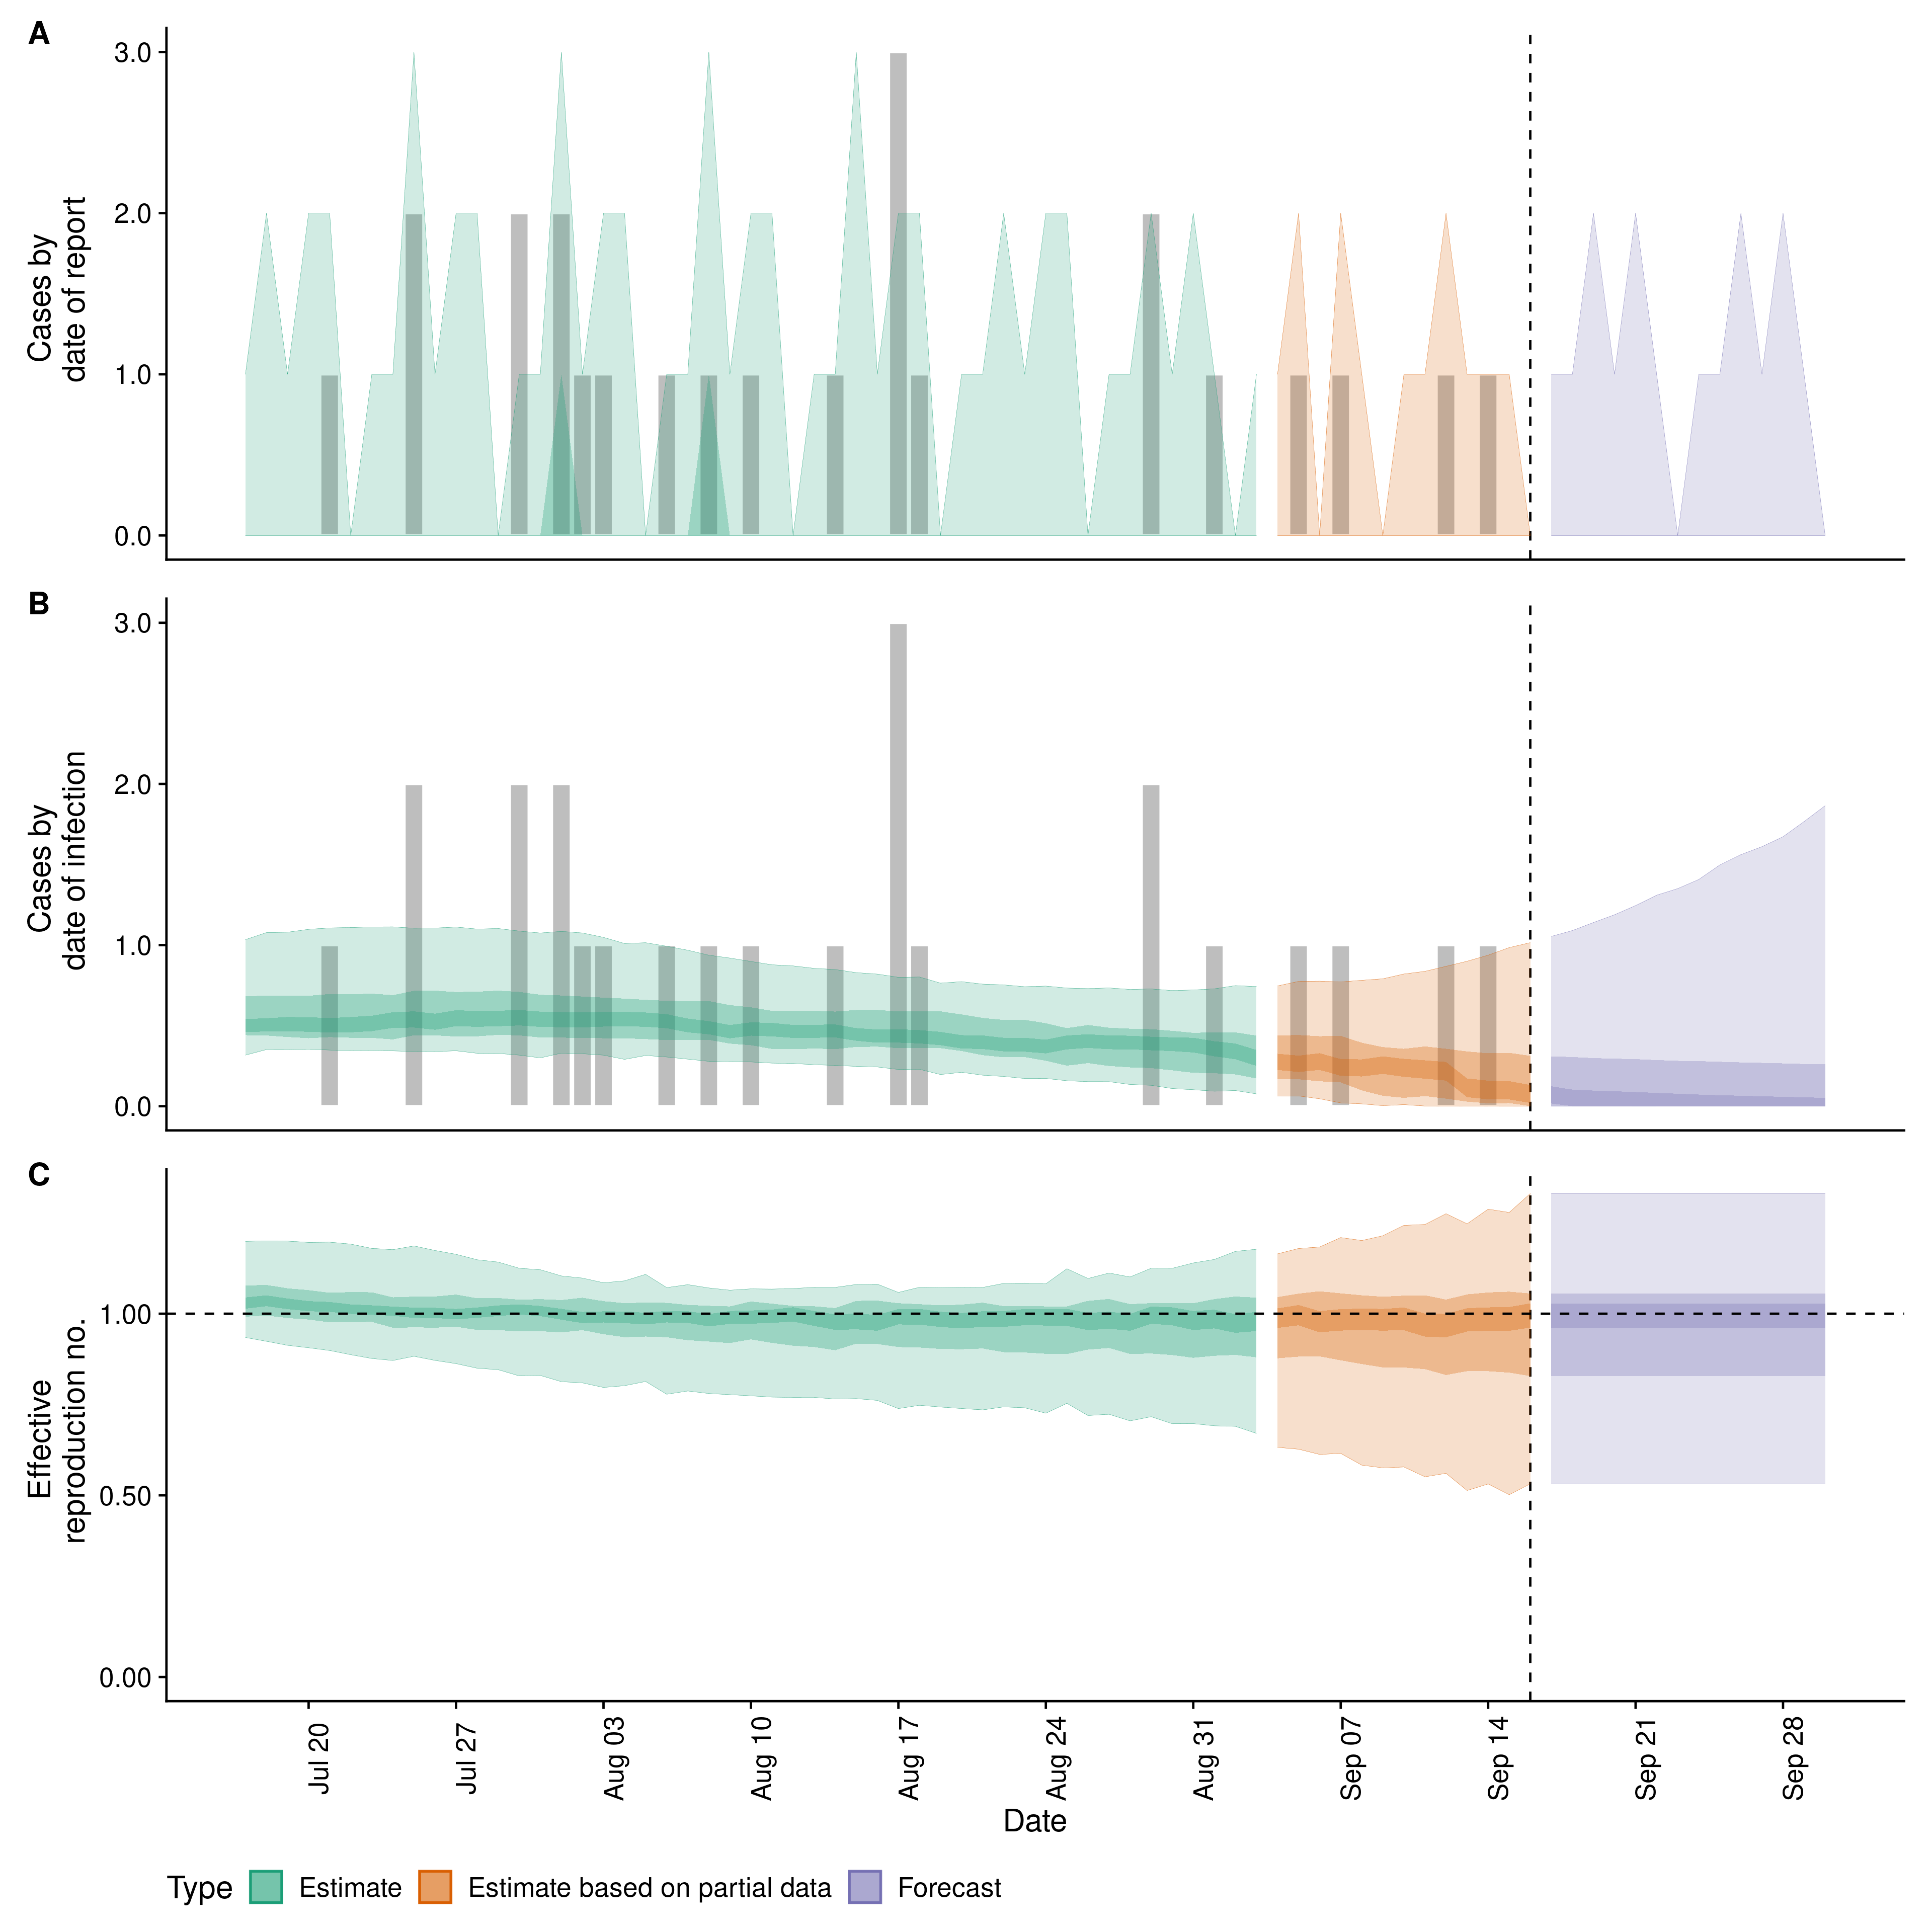 A
3.0
2.0
1.0
0.0
Cases by
date of report
B
3.0
2.0
1.0
0.0
Cases by
date of infection
C
1.00
0.50
0.00
Effective
reproduction no.
Jul 20
Jul 27
Aug 03
Aug 10
Aug 17
Aug 24
Aug 31
Sep 07
Sep 14
Sep 21
Sep 28
Date
Type Estimate Estimate based on partial data Forecast